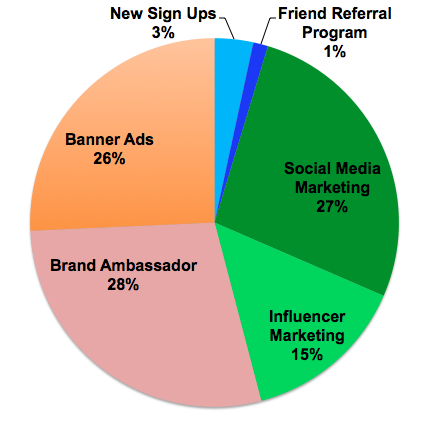 New Sign Ups
3%
Friend Referral
Program
1%
Social Media
Marketing
27%
Influencer
Marketing
15%
Brand Ambassador
28%
Banner Ads
26%